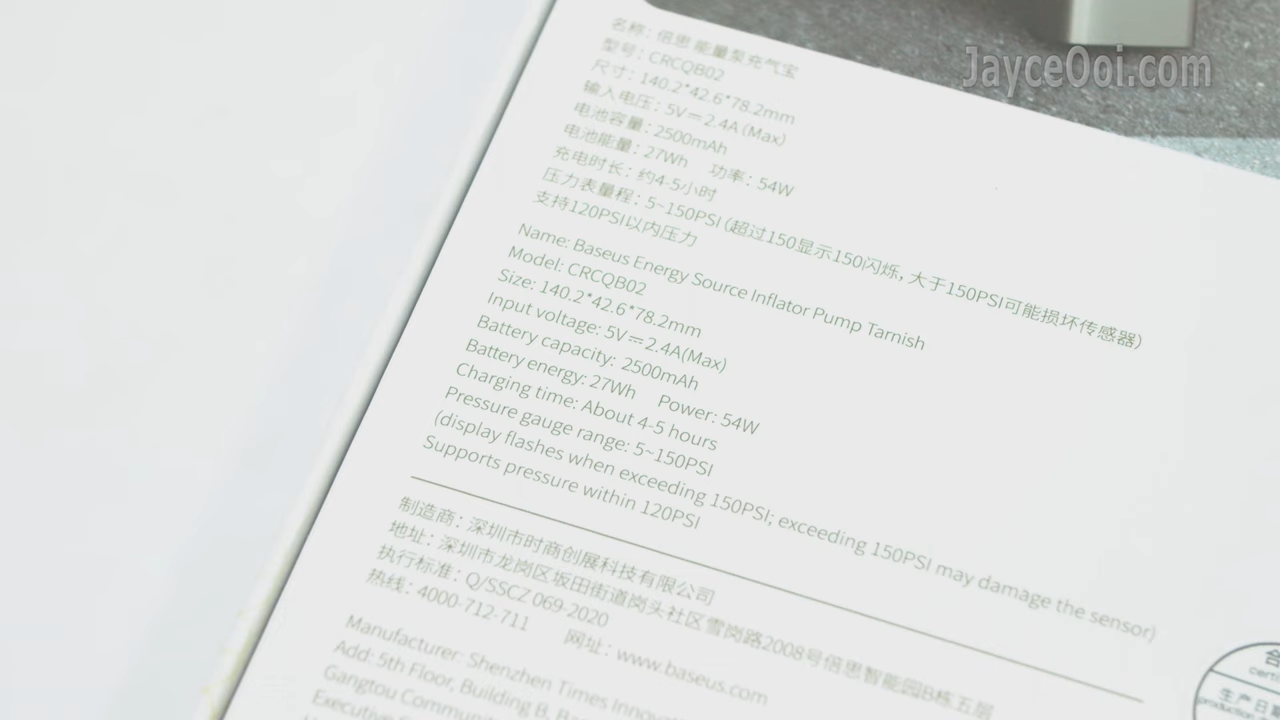 JayceOoi.com
名称：倍思 能量泵充气宝
型号：CRCQB02
尺寸：140.2*42.6*78.2mm
输入电压：5V⎓2.4A（Max）
电池容量：2500mAh
电池能量：27Wh 功率：54W
充电时长：约4-5小时
压力表量程：5~150PSI（超过150显示150闪烁，大于150PSI可能损坏传感器）
支持120PSI以内压力
Name: Baseus Energy Source Inflator Pump Tarnish
Model: CRCQB02
Size: 140.2*42.6*78.2mm
Input voltage: 5V⎓2.4A(Max)
Battery capacity: 2500mAh
Battery energy: 27Wh Power: 54W
Charging time: About 4-5 hours
Pressure gauge range: 5~150PSI
(display flashes when exceeding 150PSI; exceeding 150PSI may damage the sensor)
Supports pressure within 120PSI
制造商：深圳市时商创展科技有限公司
地址：深圳市龙岗区坂田街道岗头社区雪岗路2008号倍思智能园B栋五层
执行标准：Q/SSCZ 069-2020
热线：4000-712-711 网址：www.baseus.com
Manufacturer: Shenzhen Times Innovat
Add: 5th Floor, Building B, Bas
Gangtou Communit
Executive
合
certi
生产日期
production